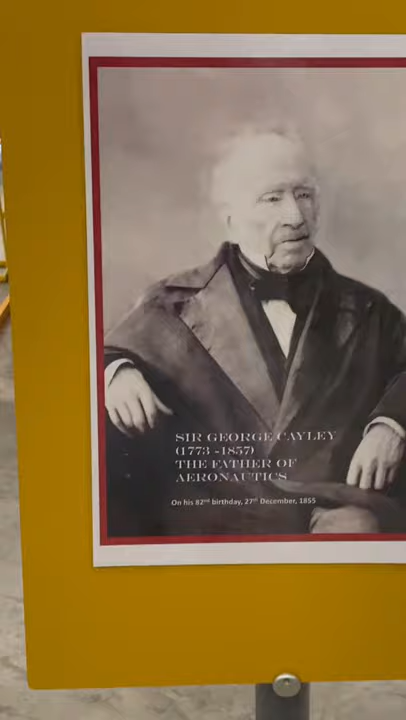 SIR GEORGE CAYLEY
(1773 -1857)
THE FATHER OF
AERONAUTICS
On his 82nd birthday, 27th December, 1855